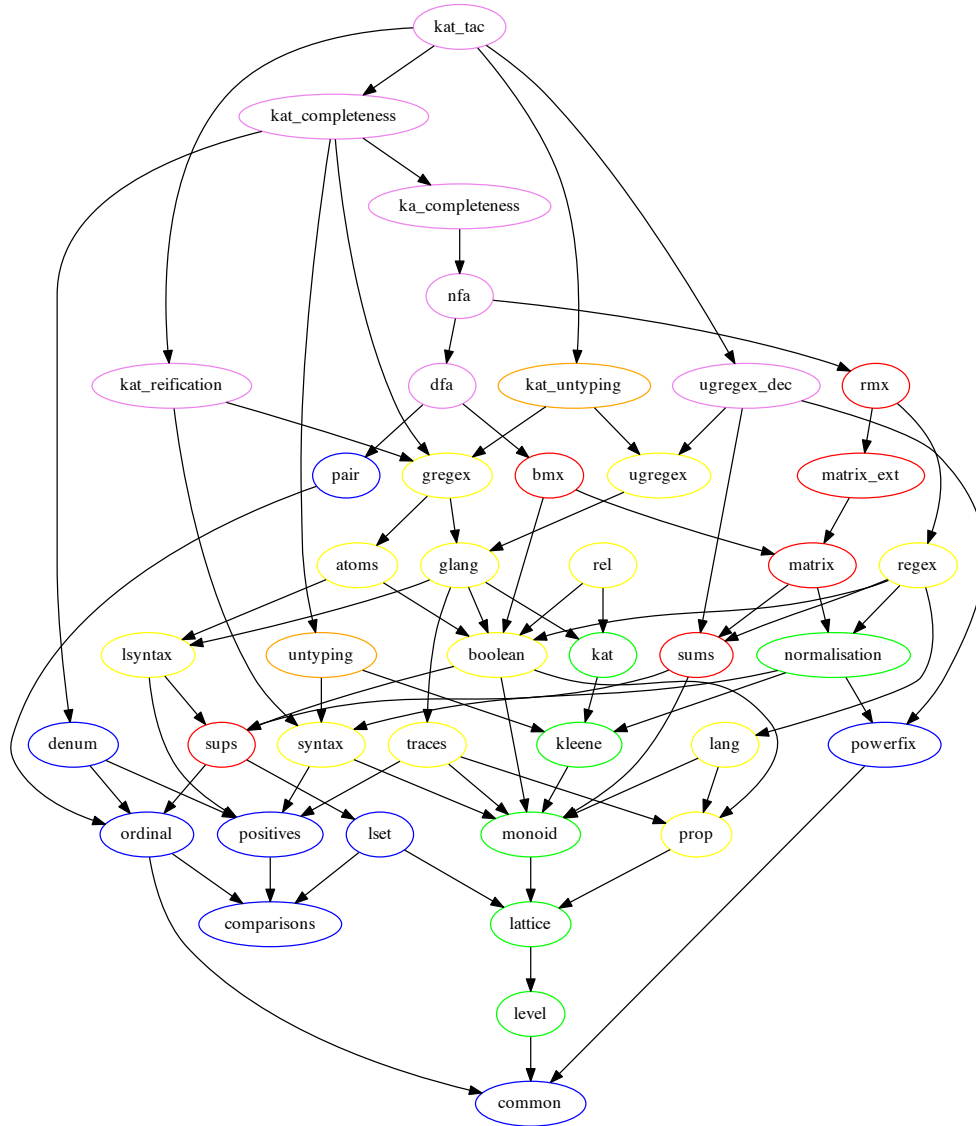 kat_tac
kat_completeness
ka_completeness
nfa
kat_reification
dfa
kat_untyping
ugregex_dec
rmx
pair
gregex
bmx
ugregex
matrix_ext
atoms
glang
rel
matrix
regex
lsyntax
untyping
boolean
kat
sums
normalisation
denum
sups
syntax
traces
kleene
lang
powerfix
ordinal
positives
lset
monoid
prop
comparisons
lattice
level
common